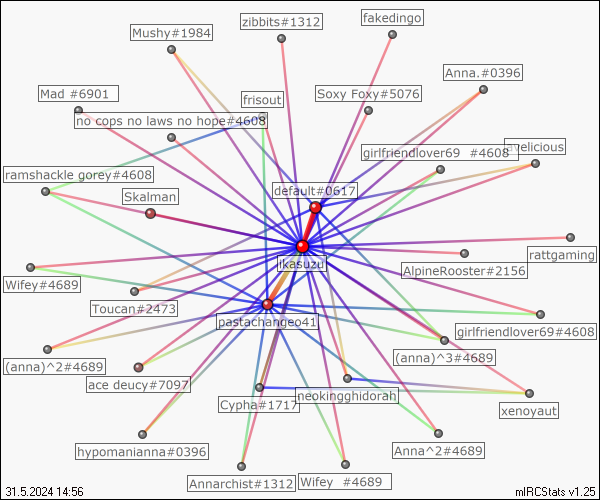 fakedingo
zibbits#1312
Mushy#1984
Anna.#0396
Mad #6901
frisout
Soxy Foxy#5076
no cops no laws no hope#4608
girlfriendlover69 #4608
ramshackle gorey#4608
default#0617
Skalman
rattgaming
jkasuzu
AlpineRooster#2156
Wifey#4689
Toucan#2473
pastachangeo41
girlfriendlover69#4608
(anna)^2#4689
(anna)^3#4689
ace deucy#7097
neokingghidorah
Cypha#1717
xenoyaut
hypomanianna#0396
Anna^2#4689
Annarchist#1312
Wifey #4689
31.5.2024 14:56
mIRCStats v1.25